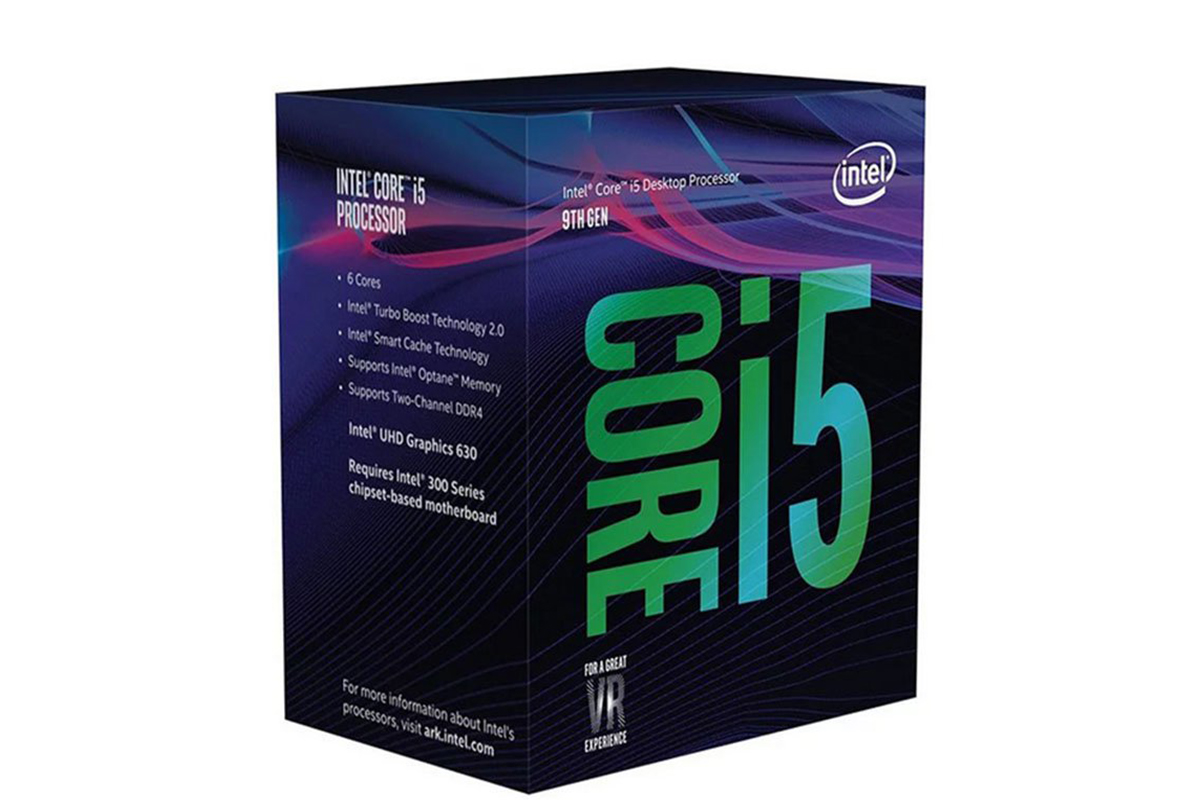 INTEL® CORE™ i5
PROCESSOR
• 6 Cores
• Intel® Turbo Boost Technology 2.0
• Intel® Smart Cache Technology
• Supports Intel® Optane™ Memory
• Supports Two-Channel DDR4
Intel® UHD Graphics 630
Requires Intel® 300 Series
chipset-based motherboard
For more information about Intel's
processors, visit ark.intel.com
Intel® Core™ i5 Desktop Processor
9TH GEN
intel
CORE
i5
FOR A GREAT
VR
EXPERIENCE